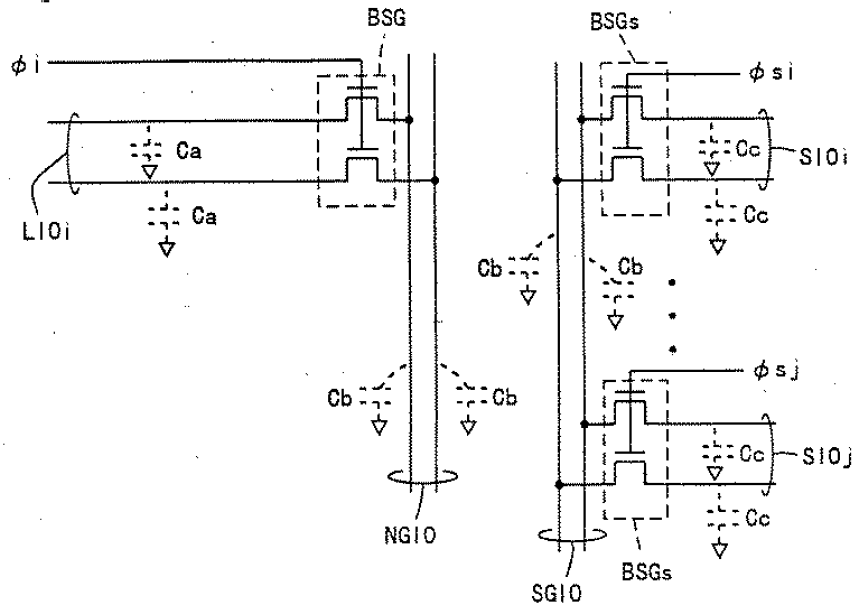 BSG
BSGs
φi
φsi
Ca
Cc
SIOi
LIOi
Ca
Cc
Cb
Cb
φsj
Cb
Cb
Cc
SIOj
NGIO
Cc
SGIO
BSGs